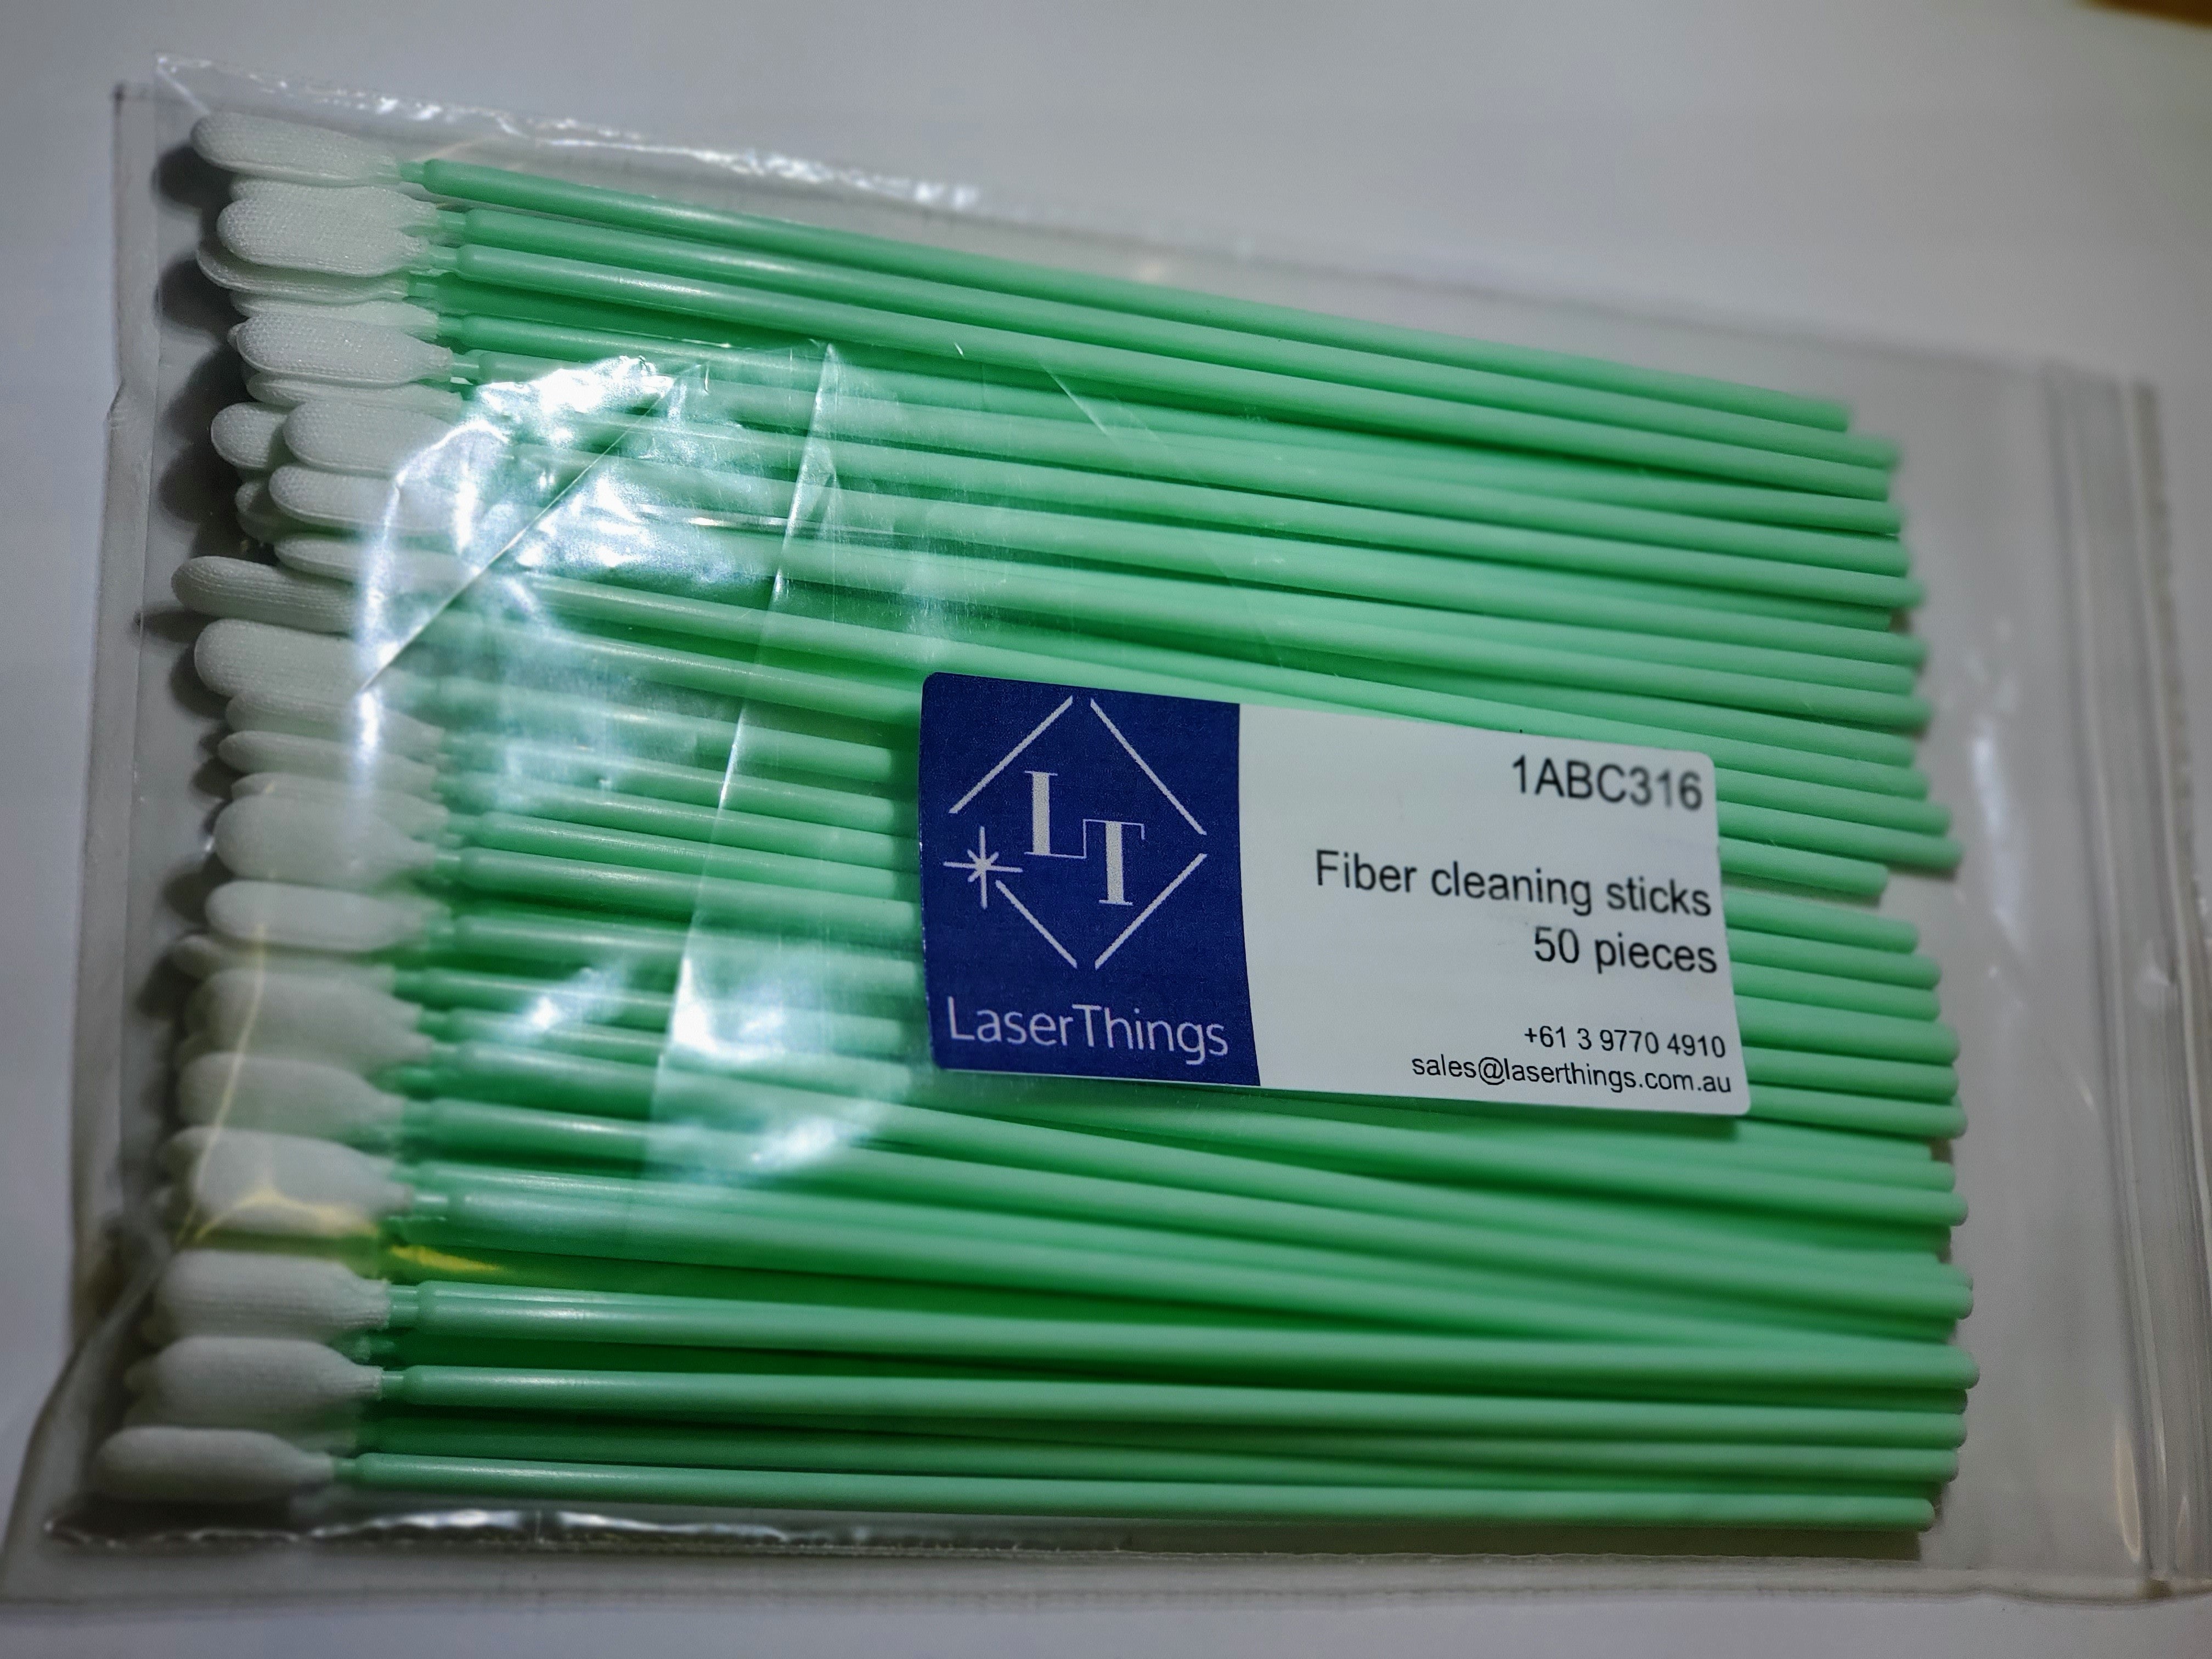 LT
LaserThings
1ABC316
Fiber cleaning sticks
50 pieces
+61 3 9770 4910
sales@laserthings.com.au